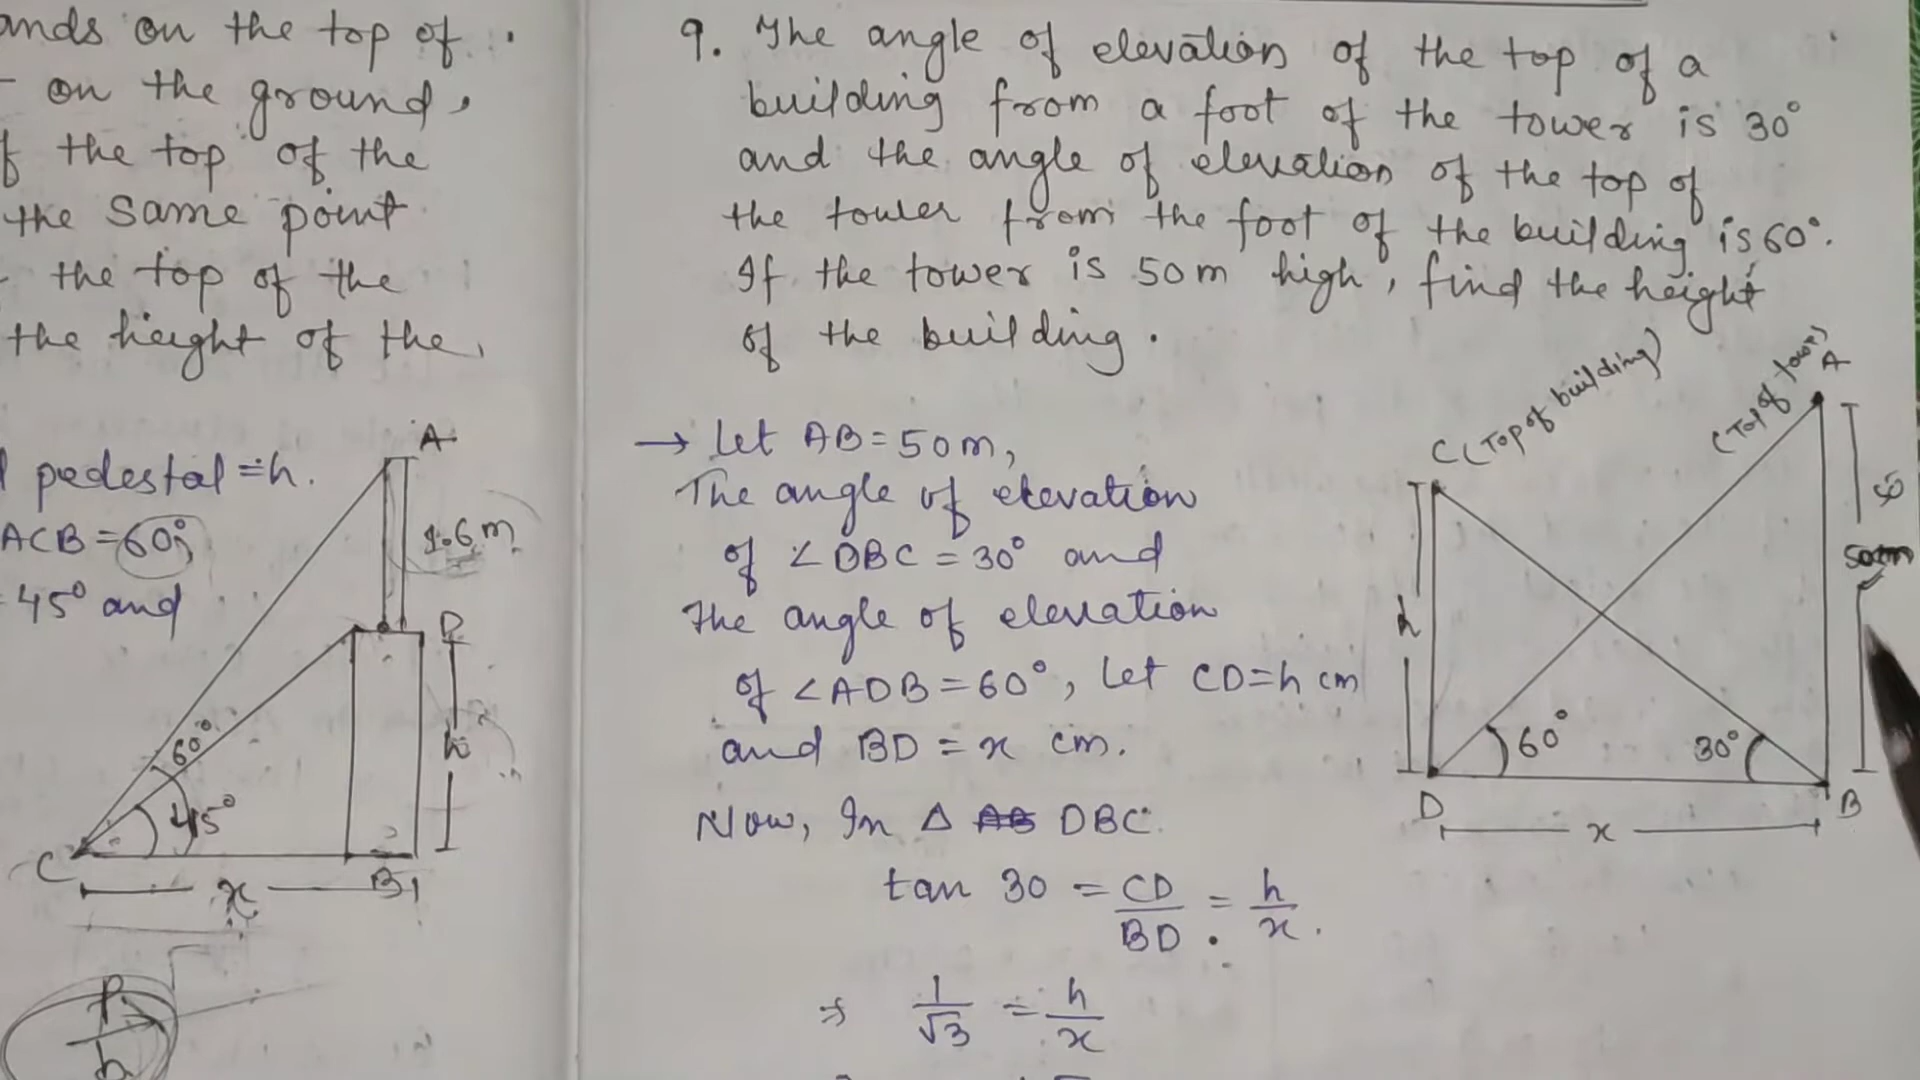 ands on the top of
on the ground,
f the top of the
the same point
the top of the
the height of the
pedestal = h.
ACB = 60°,
45° and
A
1.6 m
D
h
60°
45°
C
x
B
P
b
9. The angle of elevation of the top of a
building from a foot of the tower is 30°
and the angle of elevation of the top of
the tower from the foot of the building is 60°.
If the tower is 50m high, find the height
of the building.
→ Let AB = 50m,
The angle of elevation
of ∠DBC = 30° and
The angle of elevation
of ∠ADB = 60°, Let CD = h cm
and BD = x cm.
Now, In Δ DBC
tan 30 = CD/BD = h/x.
⇒ 1/√3 = h/x
C (Top of building)
(Top of tower)
A
50m
h
60°
30°
D
B
x